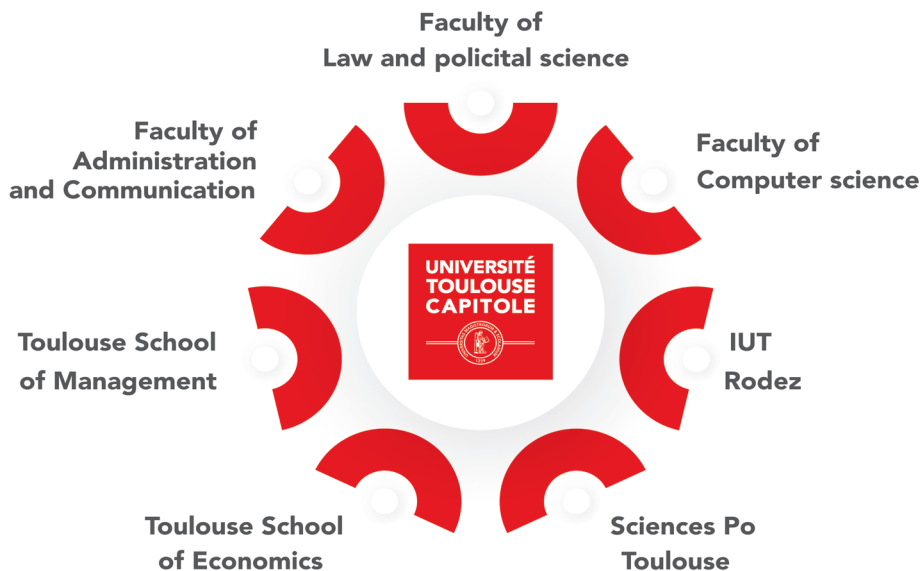 Faculty of
Law and policital science
Faculty of
Administration
and Communication
Faculty of
Computer science
UNIVERSITÉ
TOULOUSE
CAPITOLE
Toulouse School
of Management
IUT
Rodez
Toulouse School
of Economics
Sciences Po
Toulouse